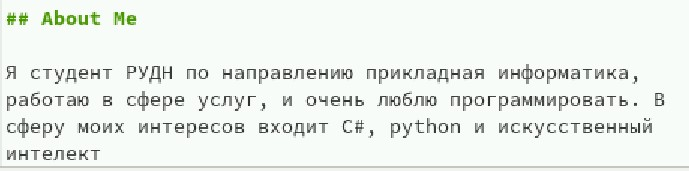 ## About Me
Я студент РУДН по направлению прикладная информатика,
работаю в сфере услуг, и очень люблю программировать. В
сферу моих интересов входит C#, python и искусственный
интелект